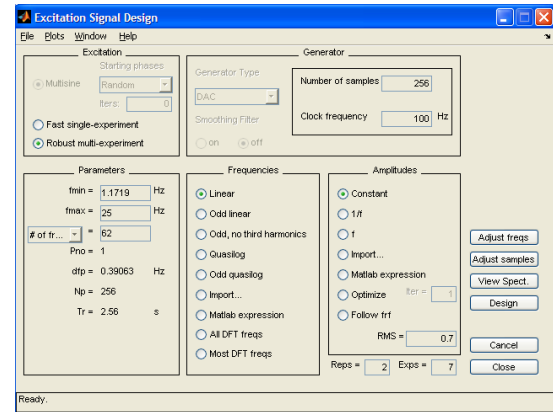 Excitation Signal Design
File Plots Window Help
Excitation
Starting phases:
Multisine
Random
Iters: 0
Fast single-experiment
Robust multi-experiment
Generator
Generator Type
DAC
Smoothing Filter
on off
Number of samples 256
Clock frequency 100 Hz
Parameters
fmin = 1.1719 Hz
fmax = 25 Hz
# of fr... = 62
Pno = 1
dfp = 0.39063 Hz
Np = 256
Tr = 2.56 s
Frequencies
Linear
Odd linear
Odd, no third harmonics
Quasilog
Odd quasilog
Import...
Matlab expression
All DFT freqs
Most DFT freqs
Amplitudes
Constant
1/f
f
Import...
Matlab expression
Optimize Iter = 1
Follow frf
RMS = 0.7
Reps = 2 Exps = 7
Adjust freqs
Adjust samples
View Spect.
Design
Cancel
Close
Ready.